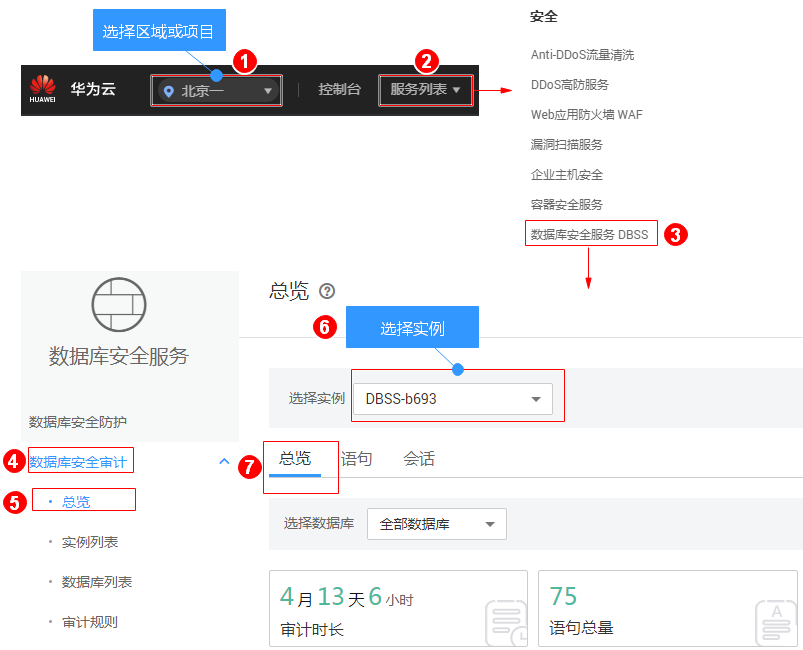 选择区域或项目
1
2
HUAWEI
华为云
北京一
控制台
服务列表
安全
Anti-DDoS流量清洗
DDoS高防服务
Web应用防火墙 WAF
漏洞扫描服务
企业主机安全
容器安全服务
数据库安全服务 DBSS
3
数据库安全服务
数据库安全防护
4
数据库安全审计
5
总览
实例列表
数据库列表
审计规则
总览 ?
6
选择实例
选择实例
DBSS-b693
7
总览
语句
会话
选择数据库
全部数据库
4月13天6小时
审计时长
75
语句总量
A